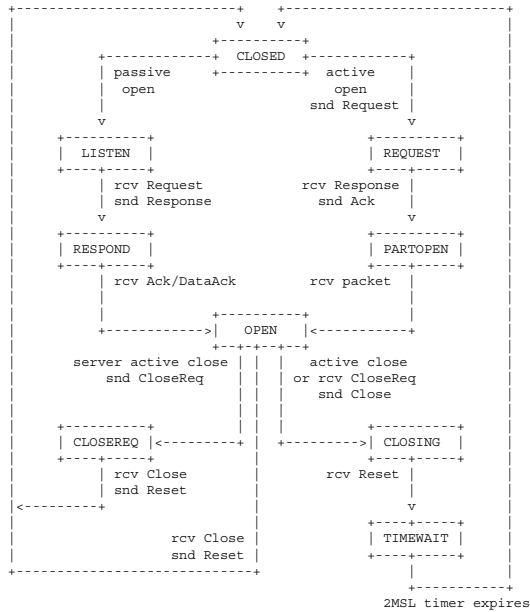 CLOSED
passive active
open open
snd Request
LISTEN REQUEST
rcv Request rcv Response
snd Response snd Ack
RESPOND PARTOPEN
rcv Ack/DataAck rcv packet
OPEN
server active close active close
snd CloseReq or rcv CloseReq
snd Close
CLOSEREQ CLOSING
rcv Close rcv Reset
snd Reset
rcv Close TIMEWAIT
snd Reset
2MSL timer expires